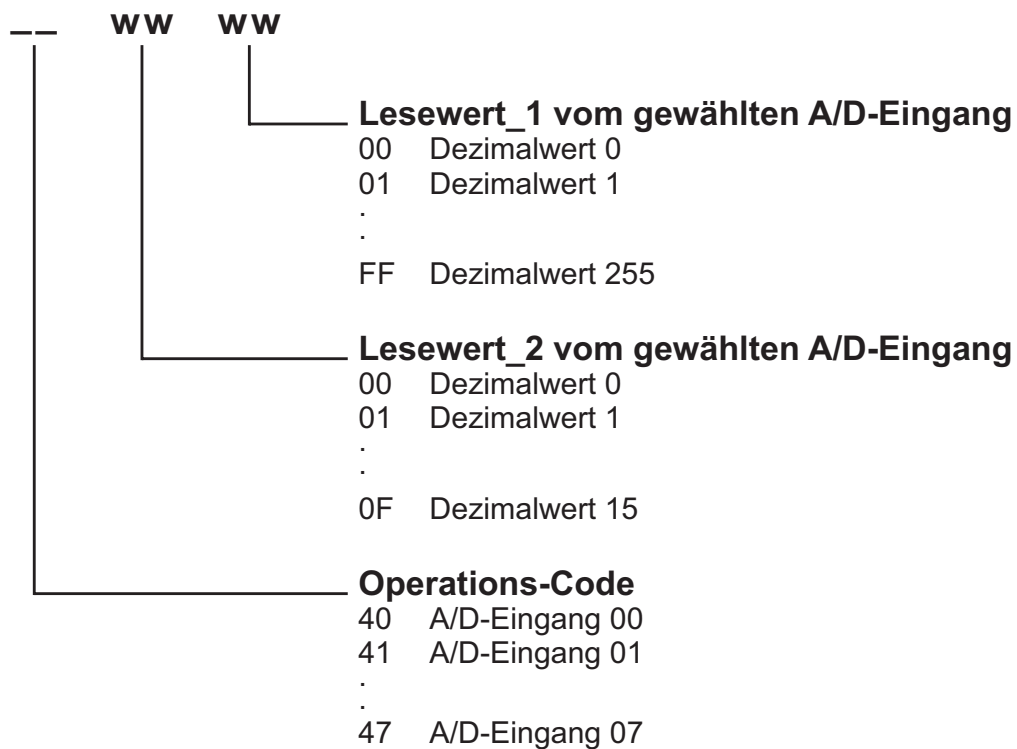 __ ww ww
Lesewert_1 vom gewählten A/D-Eingang
00 Dezimalwert 0
01 Dezimalwert 1
.
.
FF Dezimalwert 255
Lesewert_2 vom gewählten A/D-Eingang
00 Dezimalwert 0
01 Dezimalwert 1
.
.
0F Dezimalwert 15
Operations-Code
40 A/D-Eingang 00
41 A/D-Eingang 01
.
.
47 A/D-Eingang 07